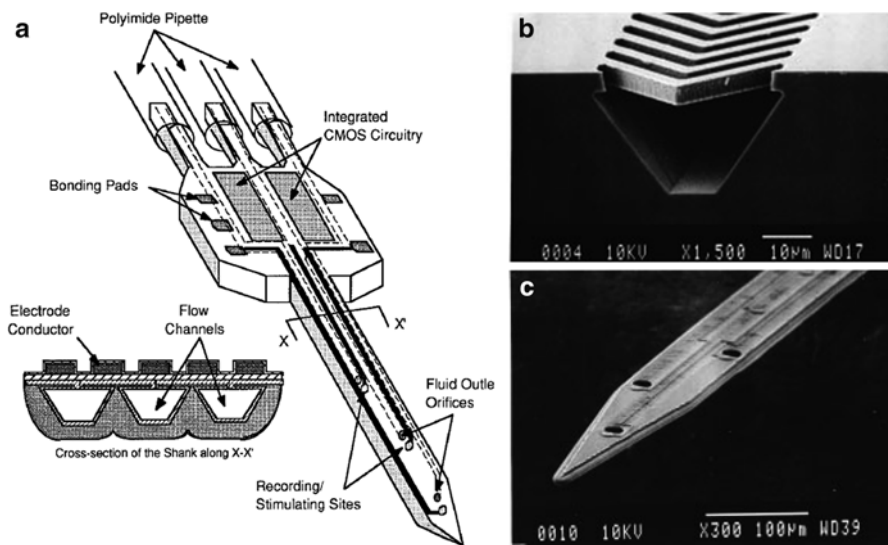 a
Polyimide Pipette
Integrated
CMOS Circuitry
Bonding Pads
Electrode
Conductor
Flow
Channels
X
X'
Fluid Outle
Orifices
Recording/
Stimulating Sites
Cross-section of the Shank along X-X'
b
0004 10KV X1,500 10µm WD17
c
0010 10KV X300 100µm WD39